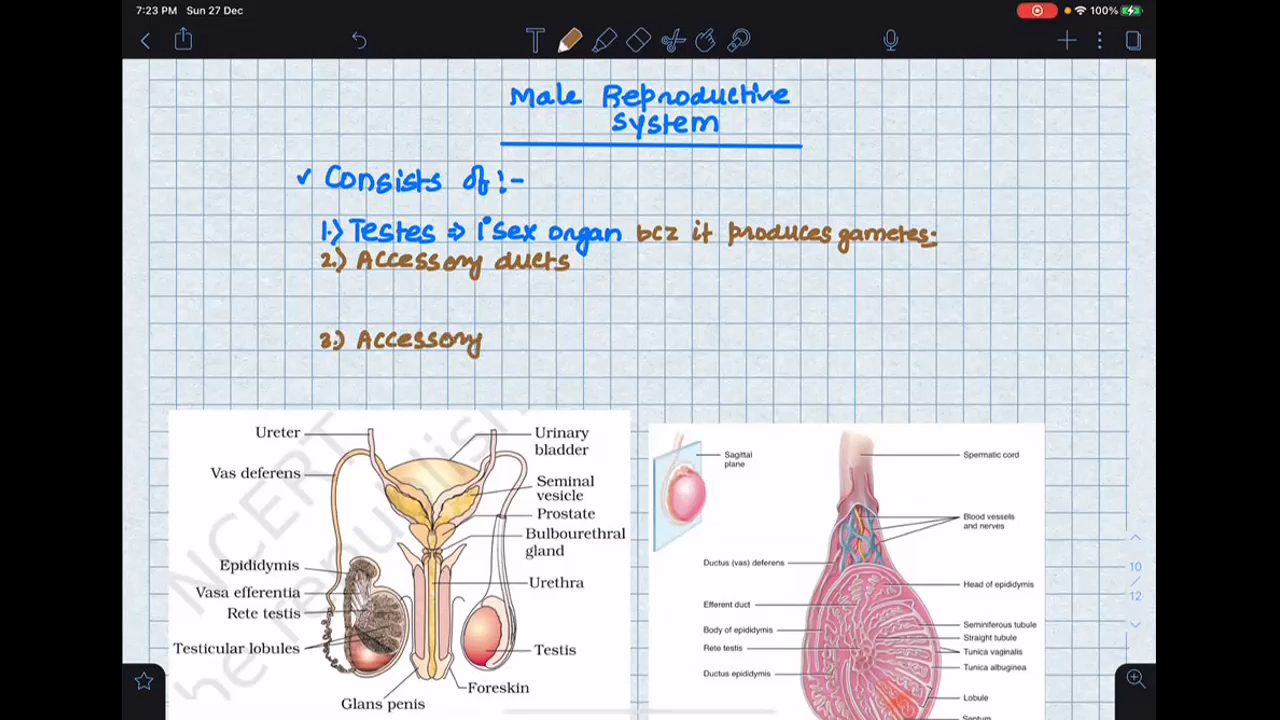 7:23 PM Sun 27 Dec
100%
Male Reproductive
System
✓ Consists of :-
1.) Testes ⇒ 1° sex organ bcz it produces gametes.
2.) Accessory ducts
3.) Accessory
Ureter
Vas deferens
Epididymis
Vasa efferentia
Rete testis
Testicular lobules
Glans penis
Urinary
bladder
Seminal
vesicle
Prostate
Bulbourethral
gland
Urethra
Testis
Foreskin
Sagittal
plane
Ductus (vas) deferens
Efferent duct
Body of epididymis
Rete testis
Ductus epididymis
Spermatic cord
Blood vessels
and nerves
Head of epididymis
Seminiferous tubule
Straight tubule
Tunica vaginalis
Tunica albuginea
Lobule
Septum
10
/
12